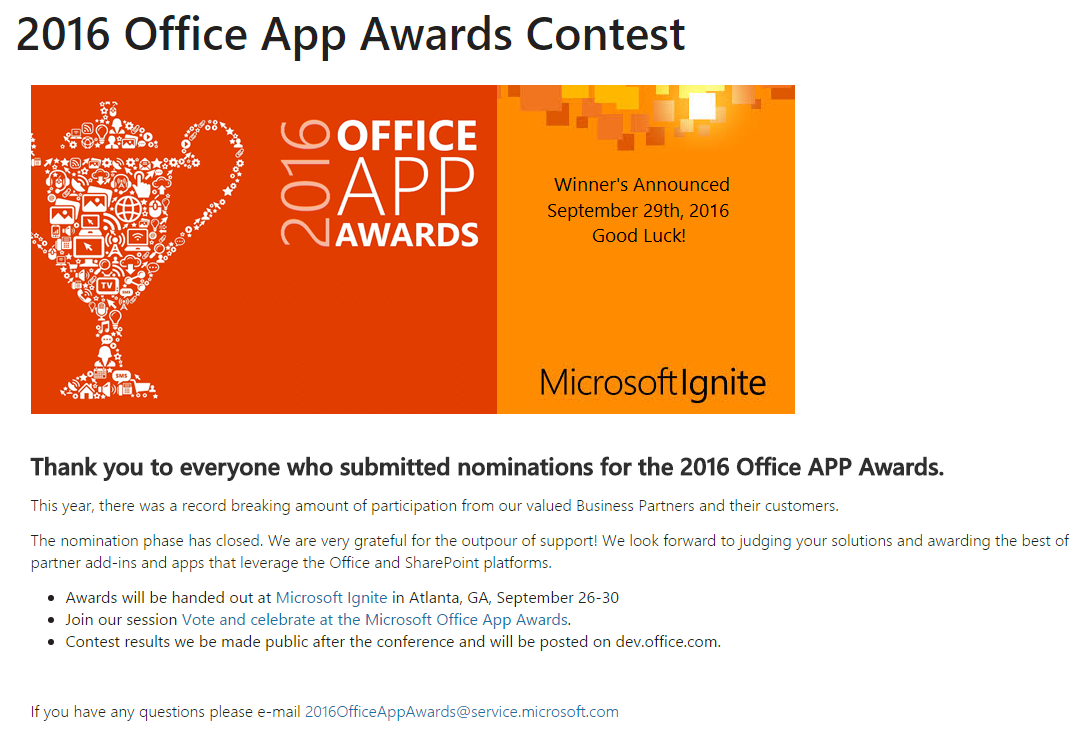 2016 Office App Awards Contest
2016
OFFICE
APP
AWARDS
Winner's Announced
September 29th, 2016
Good Luck!
Microsoft Ignite
TV
SMS
SMS
Thank you to everyone who submitted nominations for the 2016 Office APP Awards.
This year, there was a record breaking amount of participation from our valued Business Partners and their customers.
The nomination phase has closed. We are very grateful for the outpour of support! We look forward to judging your solutions and awarding the best of
partner add-ins and apps that leverage the Office and SharePoint platforms.
• Awards will be handed out at Microsoft Ignite in Atlanta, GA, September 26-30
• Join our session Vote and celebrate at the Microsoft Office App Awards.
• Contest results we be made public after the conference and will be posted on dev.office.com.
If you have any questions please e-mail 2016OfficeAppAwards@service.microsoft.com